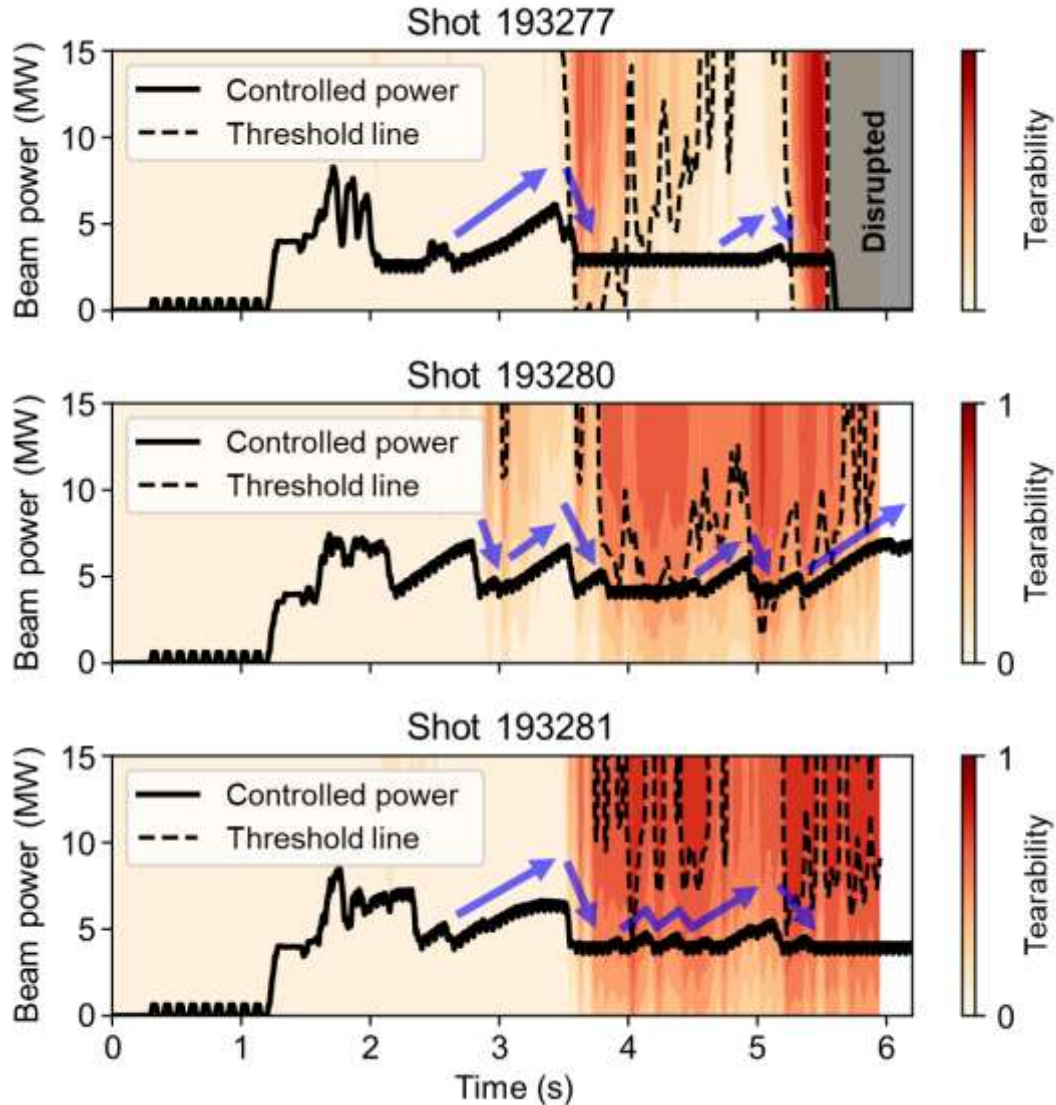 Shot 193277
Beam power (MW)
15
10
5
0
Controlled power
Threshold line
Disrupted
Tearability
Shot 193280
Beam power (MW)
15
10
5
0
Controlled power
Threshold line
1
0
Tearability
Shot 193281
Beam power (MW)
15
10
5
0
Controlled power
Threshold line
1
0
Tearability
0 1 2 3 4 5 6
Time (s)